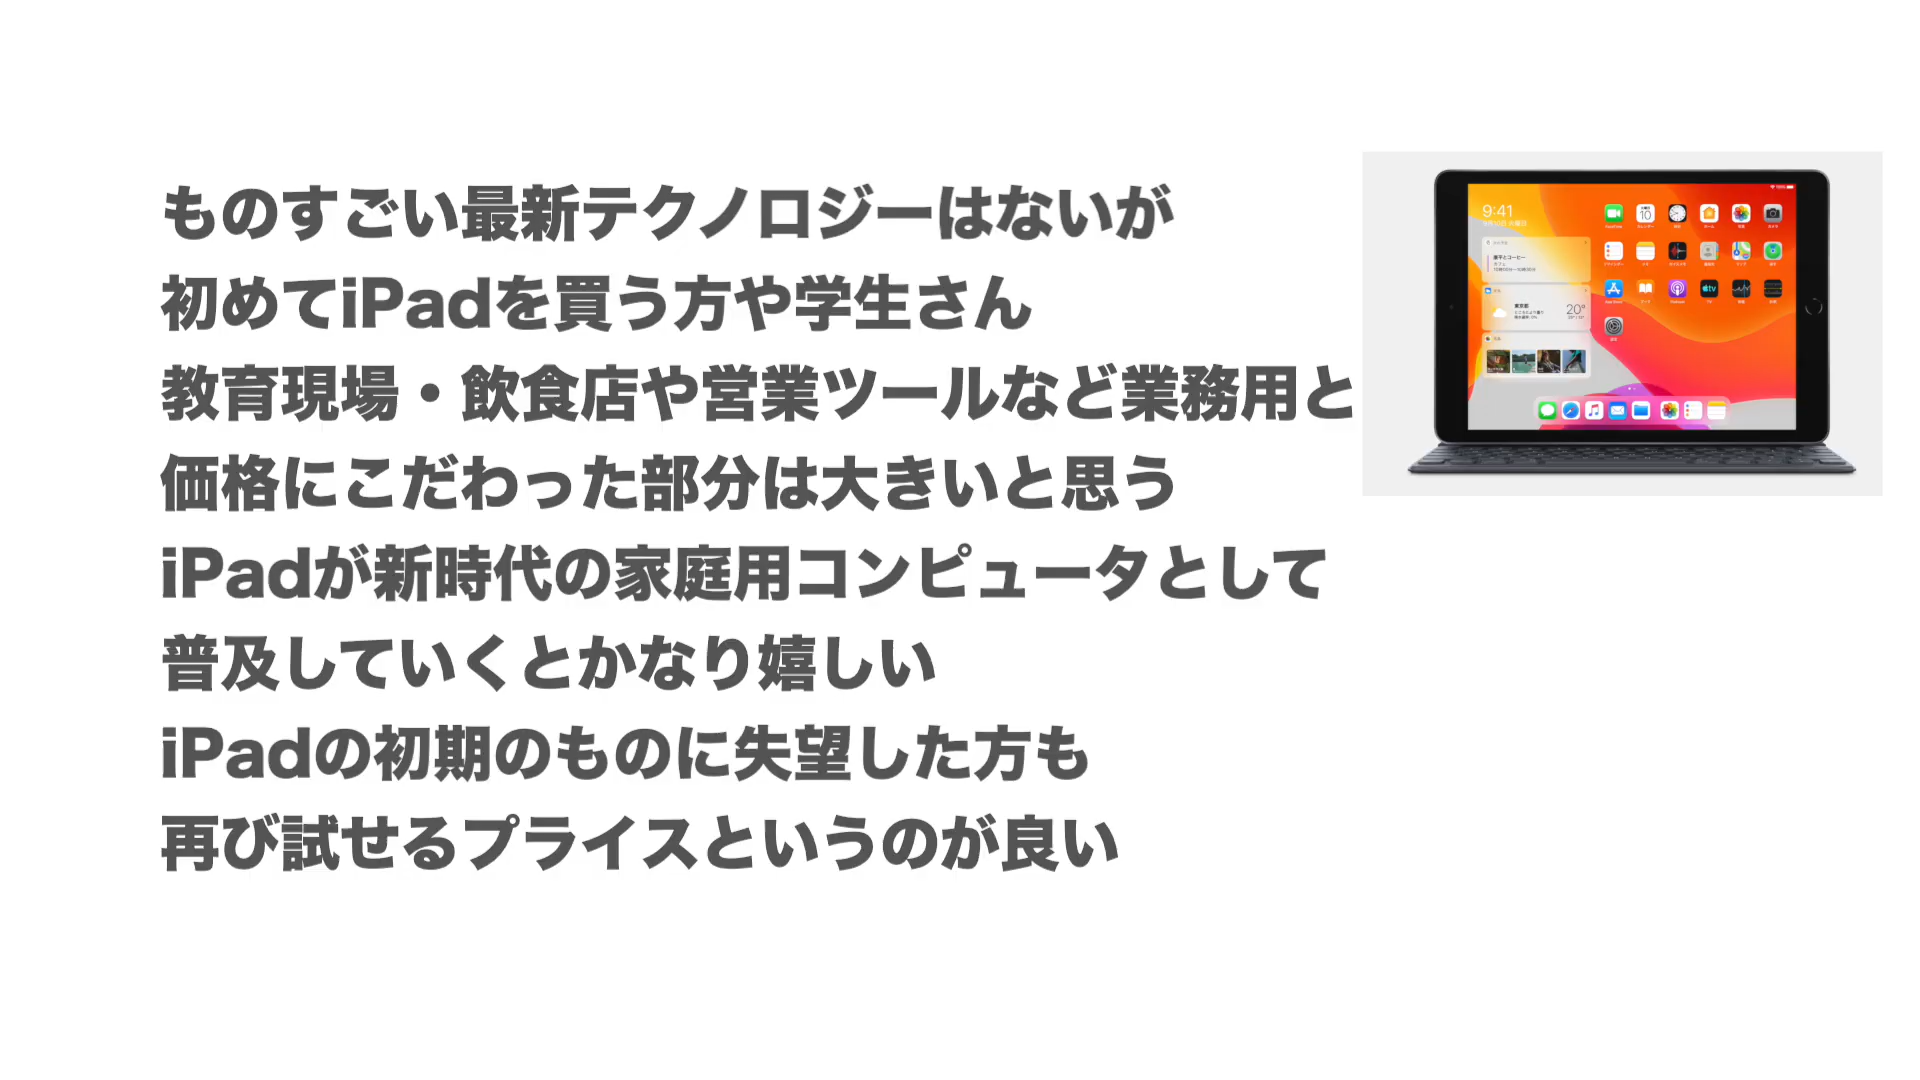 ものすごい最新テクノロジーはないが
初めてiPadを買う方や学生さん
教育現場・飲食店や営業ツールなど業務用と
価格にこだわった部分は大きいと思う
iPadが新時代の家庭用コンピュータとして
普及していくとかなり嬉しい
iPadの初期のものに失望した方も
再び試せるプライスというのが良い
9:41
10
20°